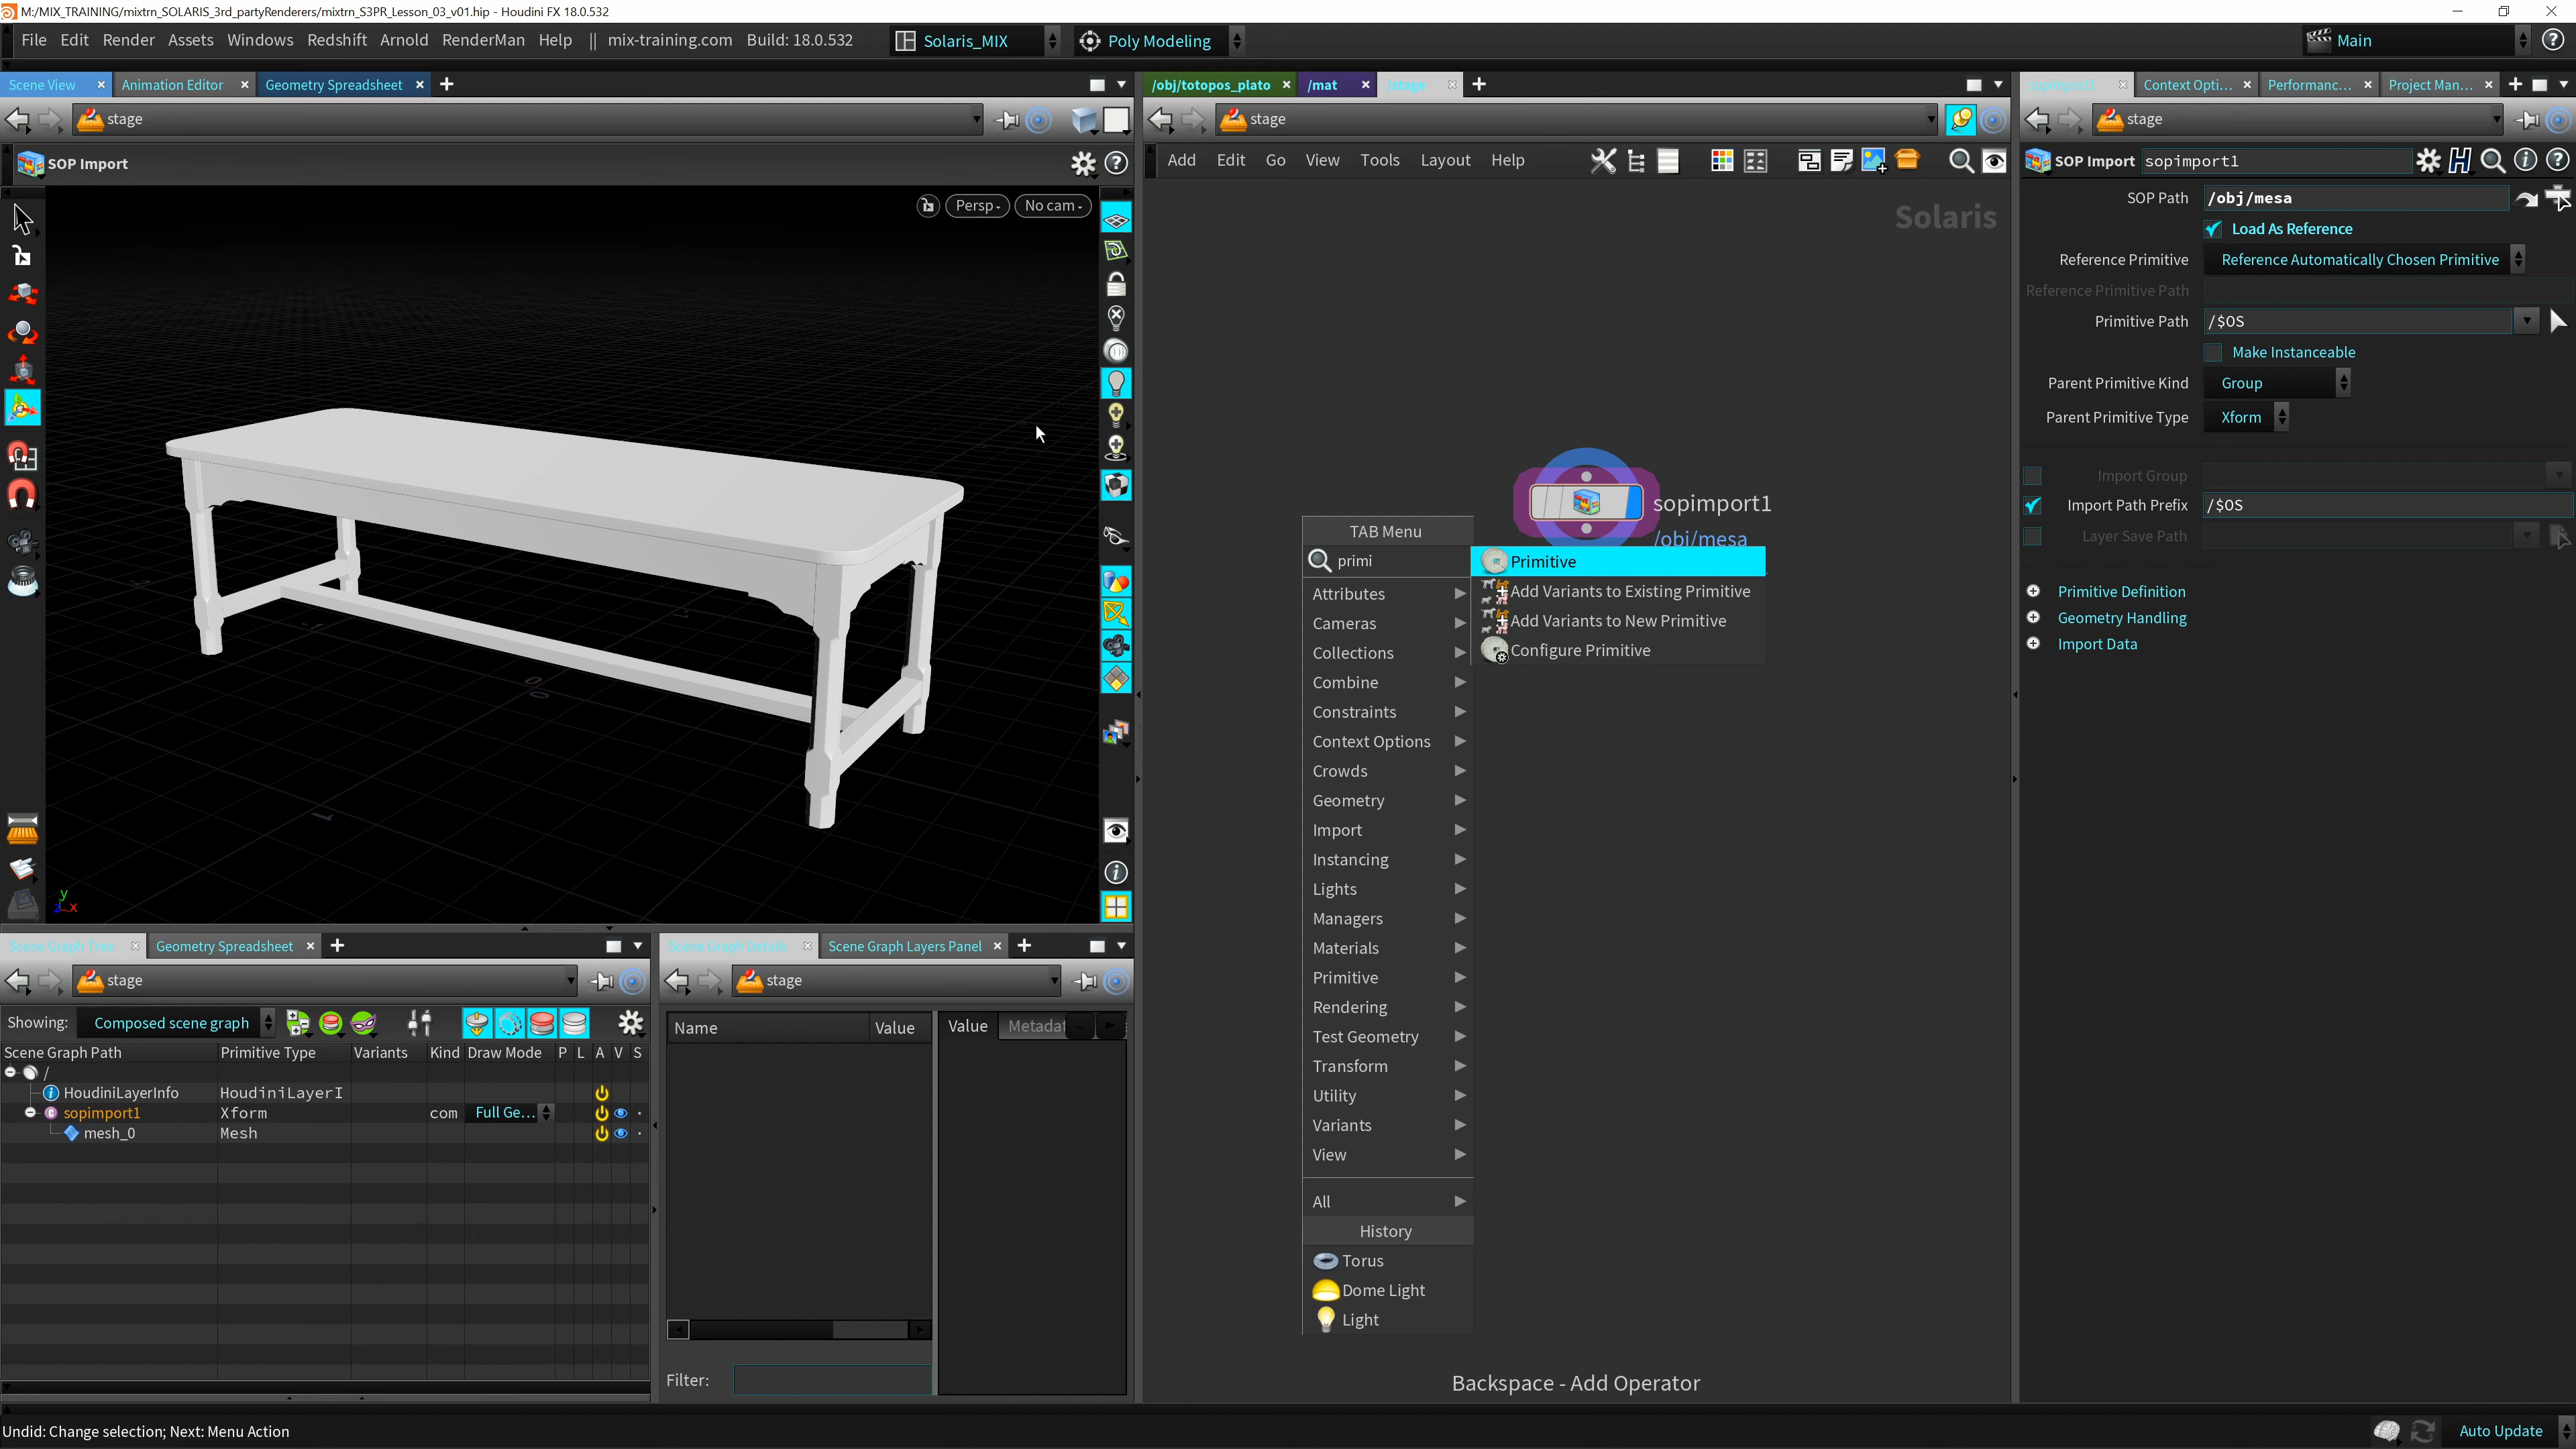 M:/MIX_TRAINING/mixtrn_SOLARIS_3rd_partyRenderers/mixtrn_S3PR_Lesson_03_v01.hip - Houdini FX 18.0.532
File Edit Render Assets Windows Redshift Arnold RenderMan Help || mix-training.com Build: 18.0.532 Solaris_MIX Poly Modeling Main
Scene View Animation Editor Geometry Spreadsheet
/obj/totopos_plato /mat /stage
sopimport1 Context Opti... Performanc... Project Man...
stage
stage
stage
SOP Import
Persp No cam
Add Edit Go View Tools Layout Help
Solaris
sopimport1
/obj/mesa
TAB Menu
primi
Primitive
Add Variants to Existing Primitive
Add Variants to New Primitive
Configure Primitive
Attributes
Cameras
Collections
Combine
Constraints
Context Options
Crowds
Geometry
Import
Instancing
Lights
Managers
Materials
Primitive
Rendering
Test Geometry
Transform
Utility
Variants
View
All
History
Torus
Dome Light
Light
Backspace - Add Operator
SOP Import sopimport1
SOP Path /obj/mesa
Load As Reference
Reference Primitive Reference Automatically Chosen Primitive
Reference Primitive Path
Primitive Path /$OS
Make Instanceable
Parent Primitive Kind Group
Parent Primitive Type Xform
Import Group
Import Path Prefix /$OS
Layer Save Path
Primitive Definition
Geometry Handling
Import Data
y
z x
Scene Graph Tree Geometry Spreadsheet
stage
Showing: Composed scene graph
Scene Graph Path Primitive Type Variants Kind Draw Mode P L A V S
/
HoudiniLayerInfo HoudiniLayerI
sopimport1 Xform com Full Ge...
mesh_0 Mesh
Scene Graph Details Scene Graph Layers Panel
stage
Name Value
Value Metadat
Filter:
Undid: Change selection; Next: Menu Action
Auto Update